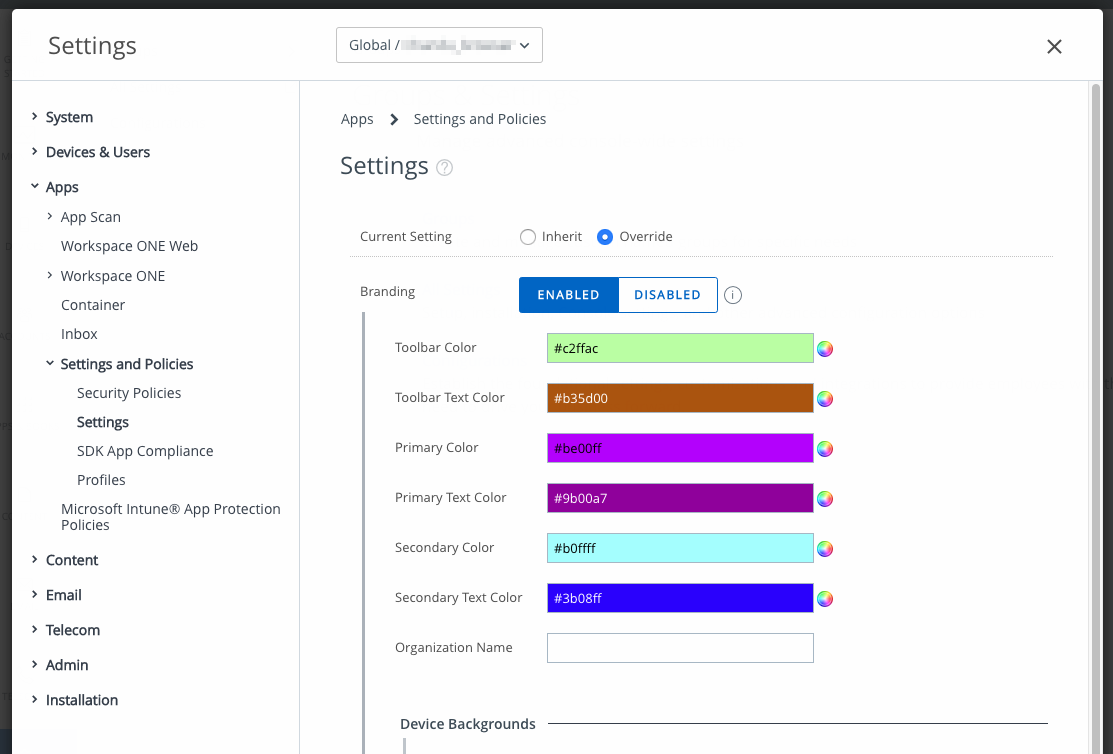 Settings
Global /
System
Devices & Users
Apps
App Scan
Workspace ONE Web
Workspace ONE
Container
Inbox
Settings and Policies
Security Policies
Settings
SDK App Compliance
Profiles
Microsoft Intune® App Protection
Policies
Content
Email
Telecom
Admin
Installation
Apps
Settings and Policies
Settings
Current Setting Inherit Override
Branding ENABLED DISABLED
Toolbar Color #c2ffac
Toolbar Text Color #b35d00
Primary Color #be00ff
Primary Text Color #9b00a7
Secondary Color #b0ffff
Secondary Text Color #3b08ff
Organization Name
Device Backgrounds